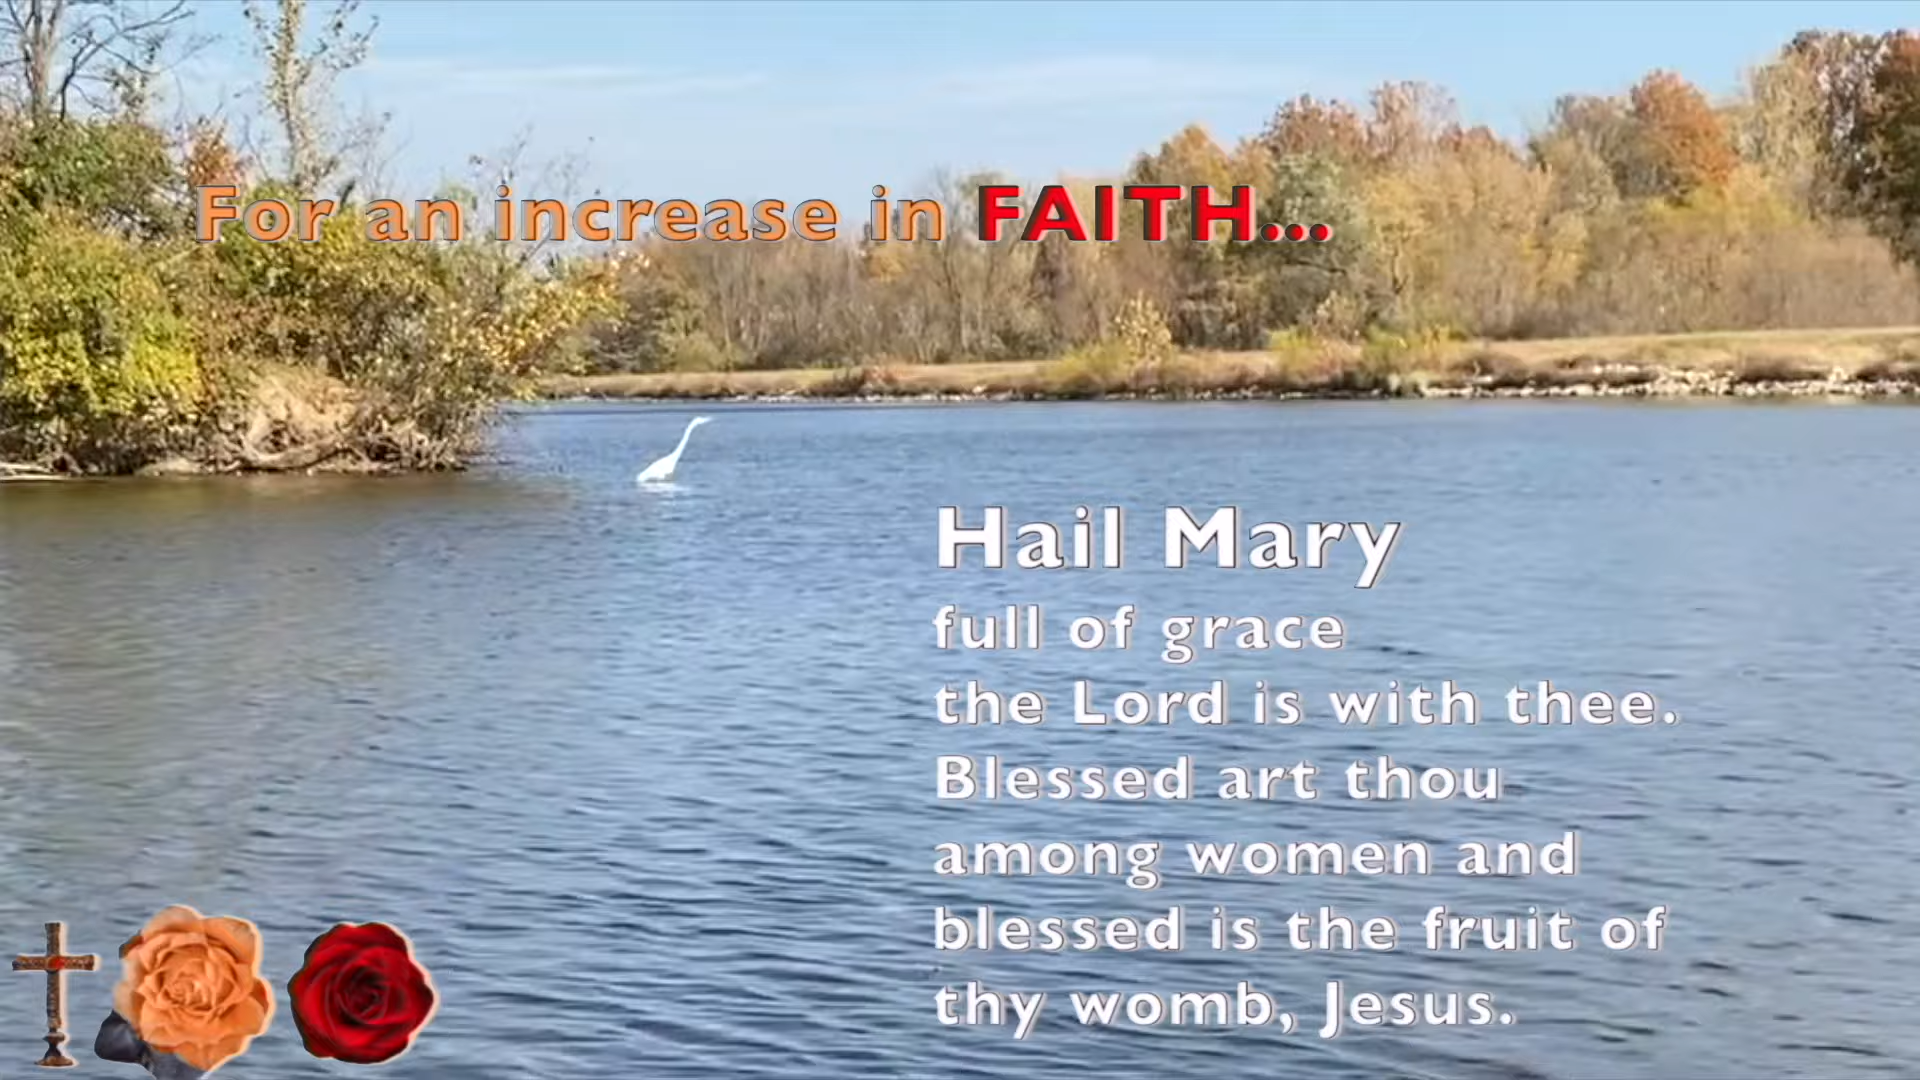 For an increase in FAITH...
Hail Mary
full of grace
the Lord is with thee.
Blessed art thou
among women and
blessed is the fruit of
thy womb, Jesus.